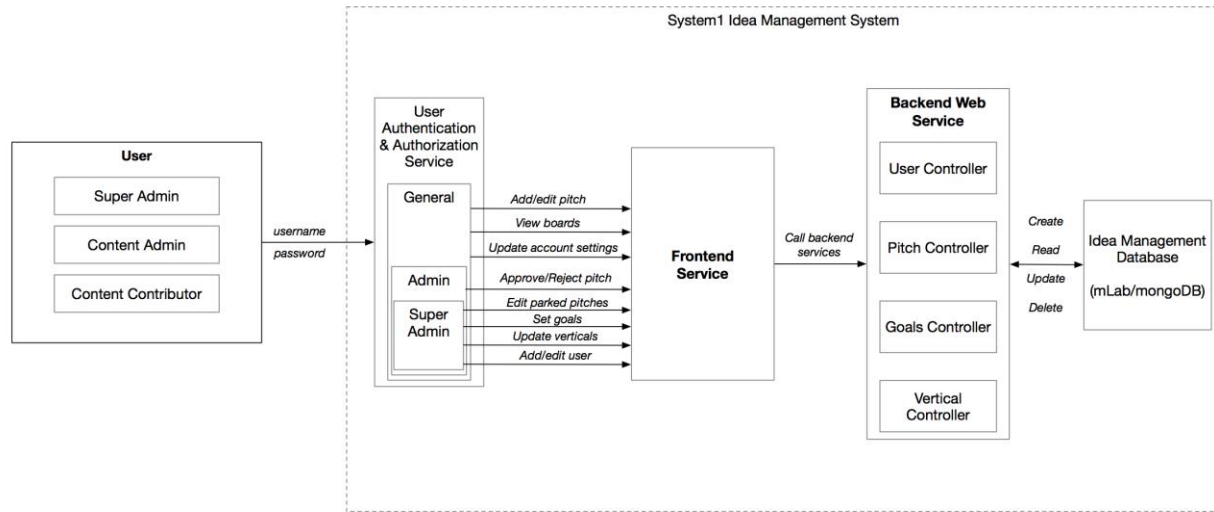 System1 Idea Management System
User
Super Admin
Content Admin
Content Contributor
username
password
User
Authentication
& Authorization
Service
General
Admin
Super
Admin
Add/edit pitch
View boards
Update account settings
Approve/Reject pitch
Edit parked pitches
Set goals
Update verticals
Add/edit user
Frontend
Service
Call backend
services
Backend Web
Service
User Controller
Pitch Controller
Goals Controller
Vertical
Controller
Create
Read
Update
Delete
Idea Management
Database
(mLab/mongoDB)